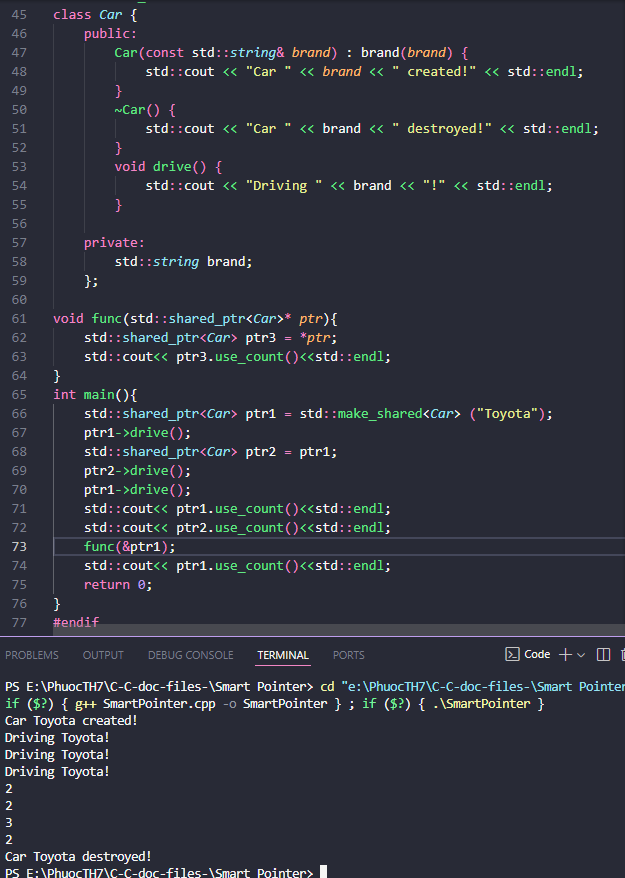 45 class Car {
46 public:
47 Car(const std::string& brand) : brand(brand) {
48 std::cout << "Car " << brand << " created!" << std::endl;
49 }
50 ~Car() {
51 std::cout << "Car " << brand << " destroyed!" << std::endl;
52 }
53 void drive() {
54 std::cout << "Driving " << brand << "!" << std::endl;
55 }
56
57 private:
58 std::string brand;
59 };
60
61 void func(std::shared_ptr<Car>* ptr){
62 std::shared_ptr<Car> ptr3 = *ptr;
63 std::cout<< ptr3.use_count()<<std::endl;
64 }
65 int main(){
66 std::shared_ptr<Car> ptr1 = std::make_shared<Car> ("Toyota");
67 ptr1->drive();
68 std::shared_ptr<Car> ptr2 = ptr1;
69 ptr2->drive();
70 ptr1->drive();
71 std::cout<< ptr1.use_count()<<std::endl;
72 std::cout<< ptr2.use_count()<<std::endl;
73 func(&ptr1);
74 std::cout<< ptr1.use_count()<<std::endl;
75 return 0;
76 }
77 #endif
PROBLEMS OUTPUT DEBUG CONSOLE TERMINAL PORTS Code
PS E:\PhuocTH7\C-C-doc-files-\Smart Pointer> cd "e:\PhuocTH7\C-C-doc-files-\Smart Pointer
if ($?) { g++ SmartPointer.cpp -o SmartPointer } ; if ($?) { .\SmartPointer }
Car Toyota created!
Driving Toyota!
Driving Toyota!
Driving Toyota!
2
2
3
2
Car Toyota destroyed!
PS E:\PhuocTH7\C-C-doc-files-\Smart Pointer>